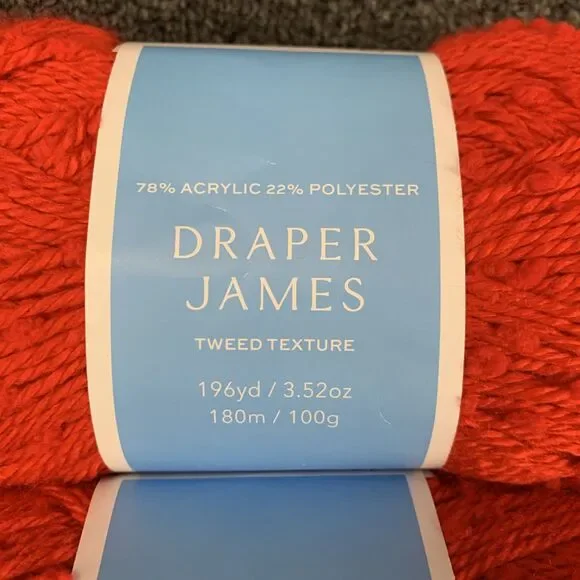 78% ACRYLIC 22% POLYESTER
DRAPER
JAMES
TWEED TEXTURE
196yd / 3.52oz
180m / 100g